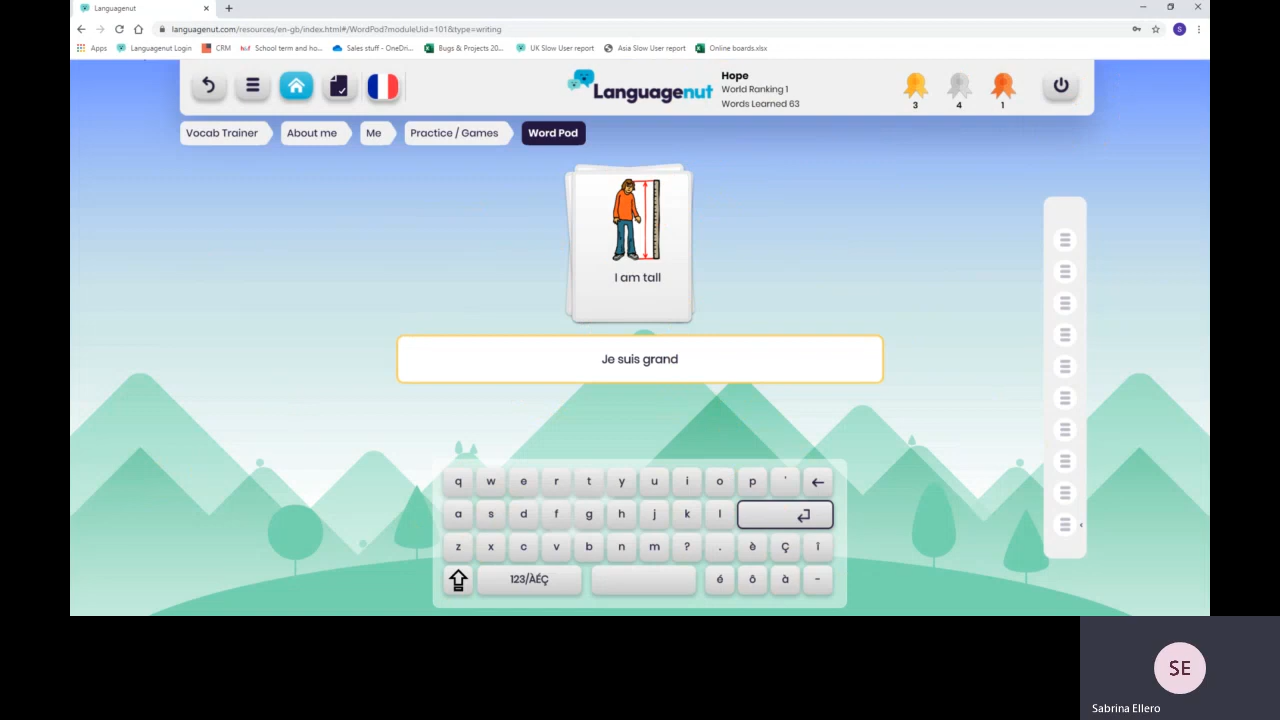 Languagenut
languagenut.com/resources/en-gb/index.html#/WordPod?moduleUid=101&type=writing
S
Apps Languagenut Login CRM School term and ho... Sales stuff - OneDri... Bugs & Projects 20... UK Slow User report Asia Slow User report Online boards.xlsx
Languagenut
Hope
World Ranking 1
Words Learned 63
3 4 1
Vocab Trainer About me Me Practice / Games Word Pod
I am tall
Je suis grand
q w e r t y u i o p '
a s d f g h j k l
z x c v b n m ? . è Ç î
123/ÀÉÇ é ô à -
SE
Sabrina Ellero